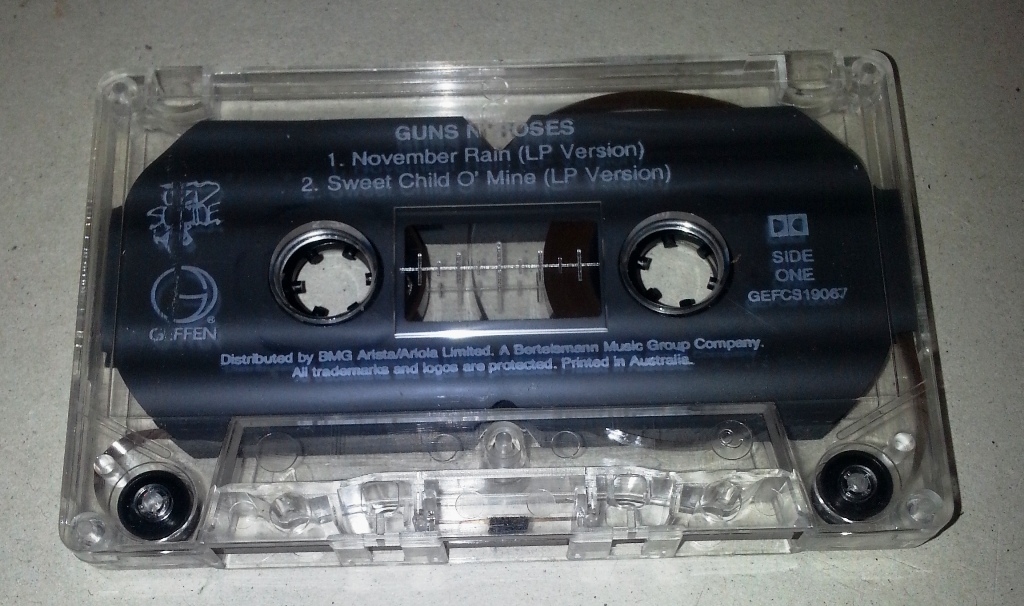 GUNS N' ROSES
1. November Rain (LP Version)
2. Sweet Child O' Mine (LP Version)
SIDE
ONE
GEFCS19067
GEFFEN®
Distributed by BMG Arista/Ariola Limited. A Bertelsmann Music Group Company.
All trademarks and logos are protected. Printed in Australia.